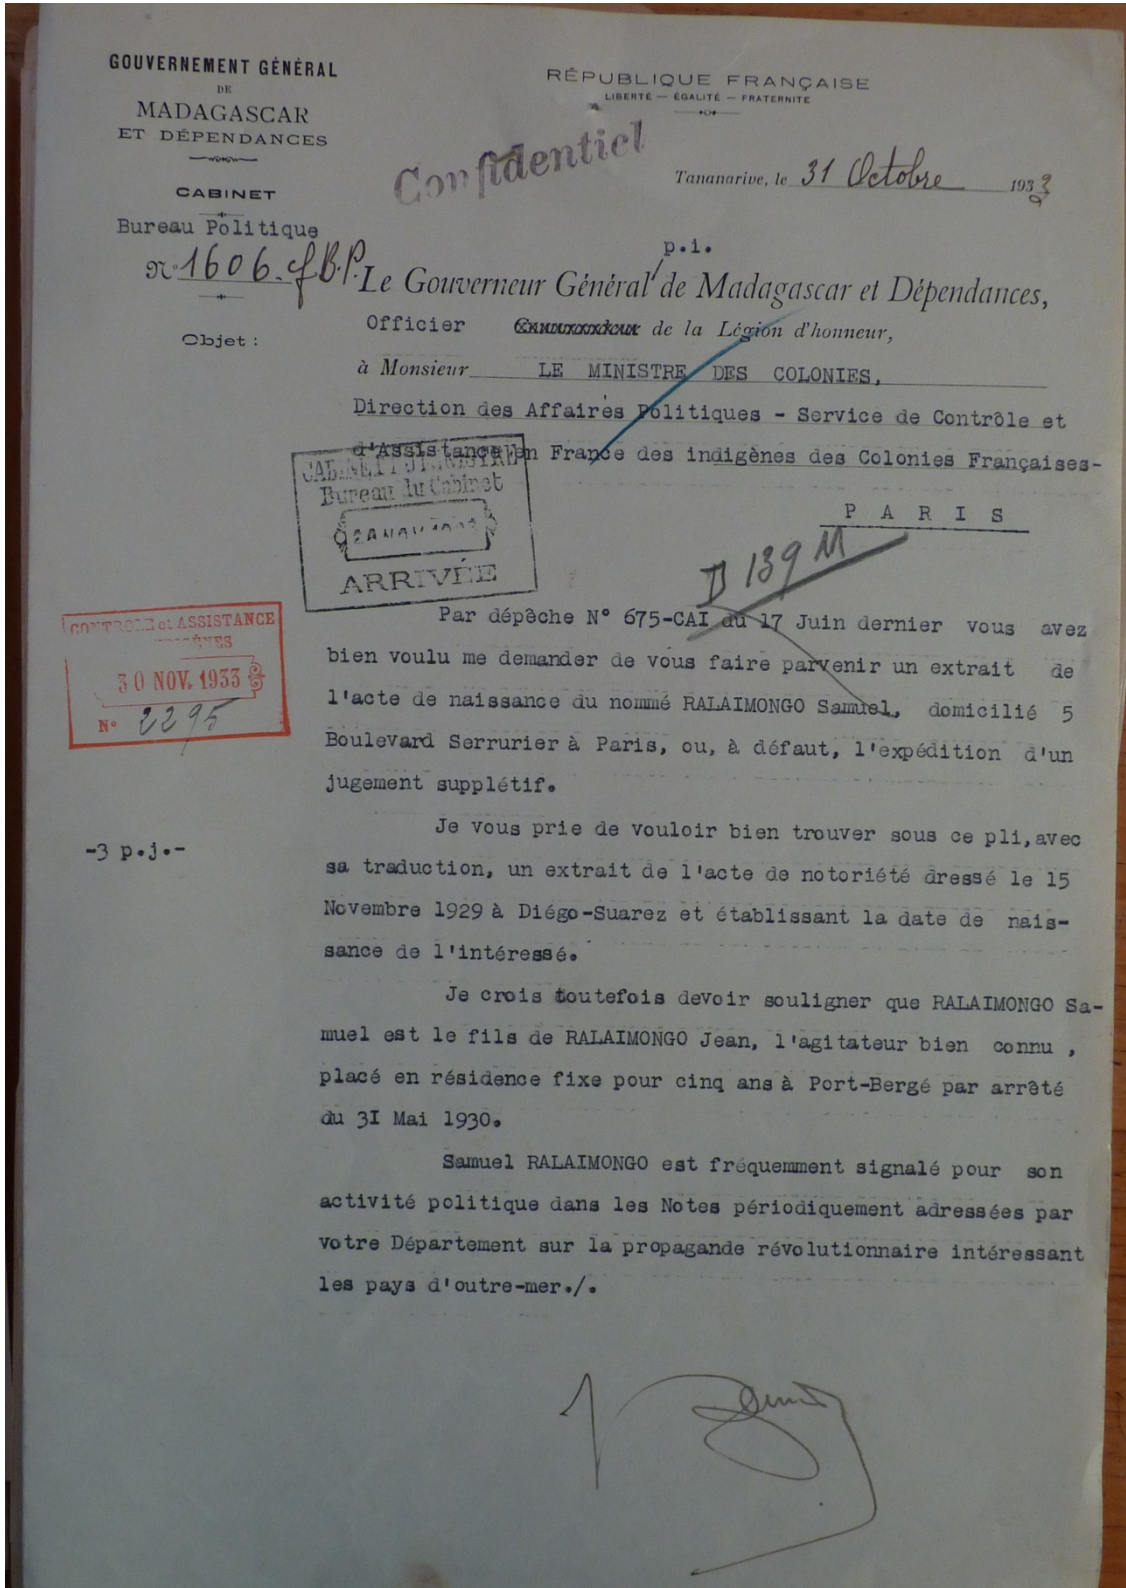 GOUVERNEMENT GÉNÉRAL
DE
MADAGASCAR
ET DÉPENDANCES
CABINET
Bureau Politique
N° 1606-f B.P.
Objet :
RÉPUBLIQUE FRANÇAISE
LIBERTÉ — ÉGALITÉ — FRATERNITÉ
Confidentiel
Tananarive, le 31 Octobre 1933
p.i.
Le Gouverneur Général de Madagascar et Dépendances,
Officier de la Légion d'honneur,
à Monsieur LE MINISTRE DES COLONIES,
Direction des Affaires Politiques - Service de Contrôle et
d'Assistance en France des indigènes des Colonies Françaises-
P A R I S
CABINET DU MINISTRE
Bureau du Cabinet
ARRIVÉE
D 139 M
CONTROLE et ASSISTANCE
30 NOV. 1933
N° 2295
Par dépêche N° 675-CAI du 17 Juin dernier vous avez
bien voulu me demander de vous faire parvenir un extrait de
l'acte de naissance du nommé RALAIMONGO Samuel, domicilié 5
Boulevard Serrurier à Paris, ou, à défaut, l'expédition d'un
jugement supplétif.
-3 p.j.-
Je vous prie de vouloir bien trouver sous ce pli, avec
sa traduction, un extrait de l'acte de notoriété dressé le 15
Novembre 1929 à Diégo-Suarez et établissant la date de nais-
sance de l'intéressé.
Je crois toutefois devoir souligner que RALAIMONGO Sa-
muel est le fils de RALAIMONGO Jean, l'agitateur bien connu ,
placé en résidence fixe pour cinq ans à Port-Bergé par arrêté
du 3I Mai 1930.
Samuel RALAIMONGO est fréquemment signalé pour son
activité politique dans les Notes périodiquement adressées par
votre Département sur la propagande révolutionnaire intéressant
les pays d'outre-mer./.